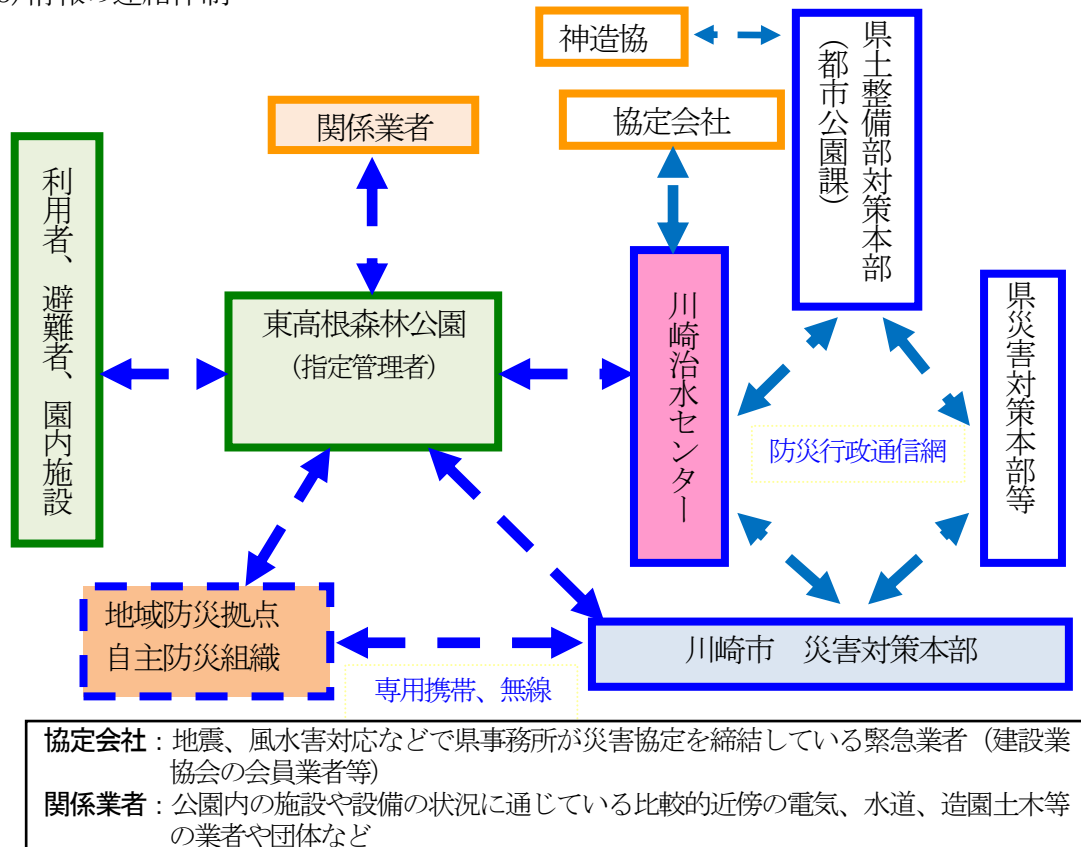 情報の連絡体制
神造協
県土整備部対策本部
（都市公園課）
関係業者
協定会社
利用者、避難者、園内施設
東高根森林公園
（指定管理者）
川崎治水センター
県災害対策本部等
防災行政通信網
地域防災拠点
自主防災組織
川崎市　災害対策本部
専用携帯、無線
協定会社：地震、風水害対応などで県事務所が災害協定を締結している緊急業者（建設業
協会の会員業者等)
関係業者：公園内の施設や設備の状況に通じている比較的近傍の電気、水道、造園土木等
の業者や団体など